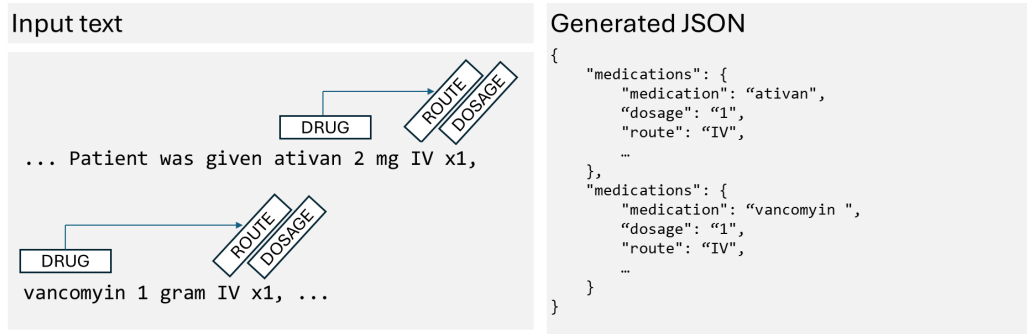 Input text
ROUTE
DOSAGE
DRUG
... Patient was given ativan 2 mg IV x1,
ROUTE
DOSAGE
DRUG
vancomyin 1 gram IV x1, ...
Generated JSON
{
"medications": {
"medication": “ativan",
“dosage": “1",
"route": “IV",
…
},
"medications": {
"medication": “vancomyin ",
“dosage": “1",
"route": “IV",
…
}
}